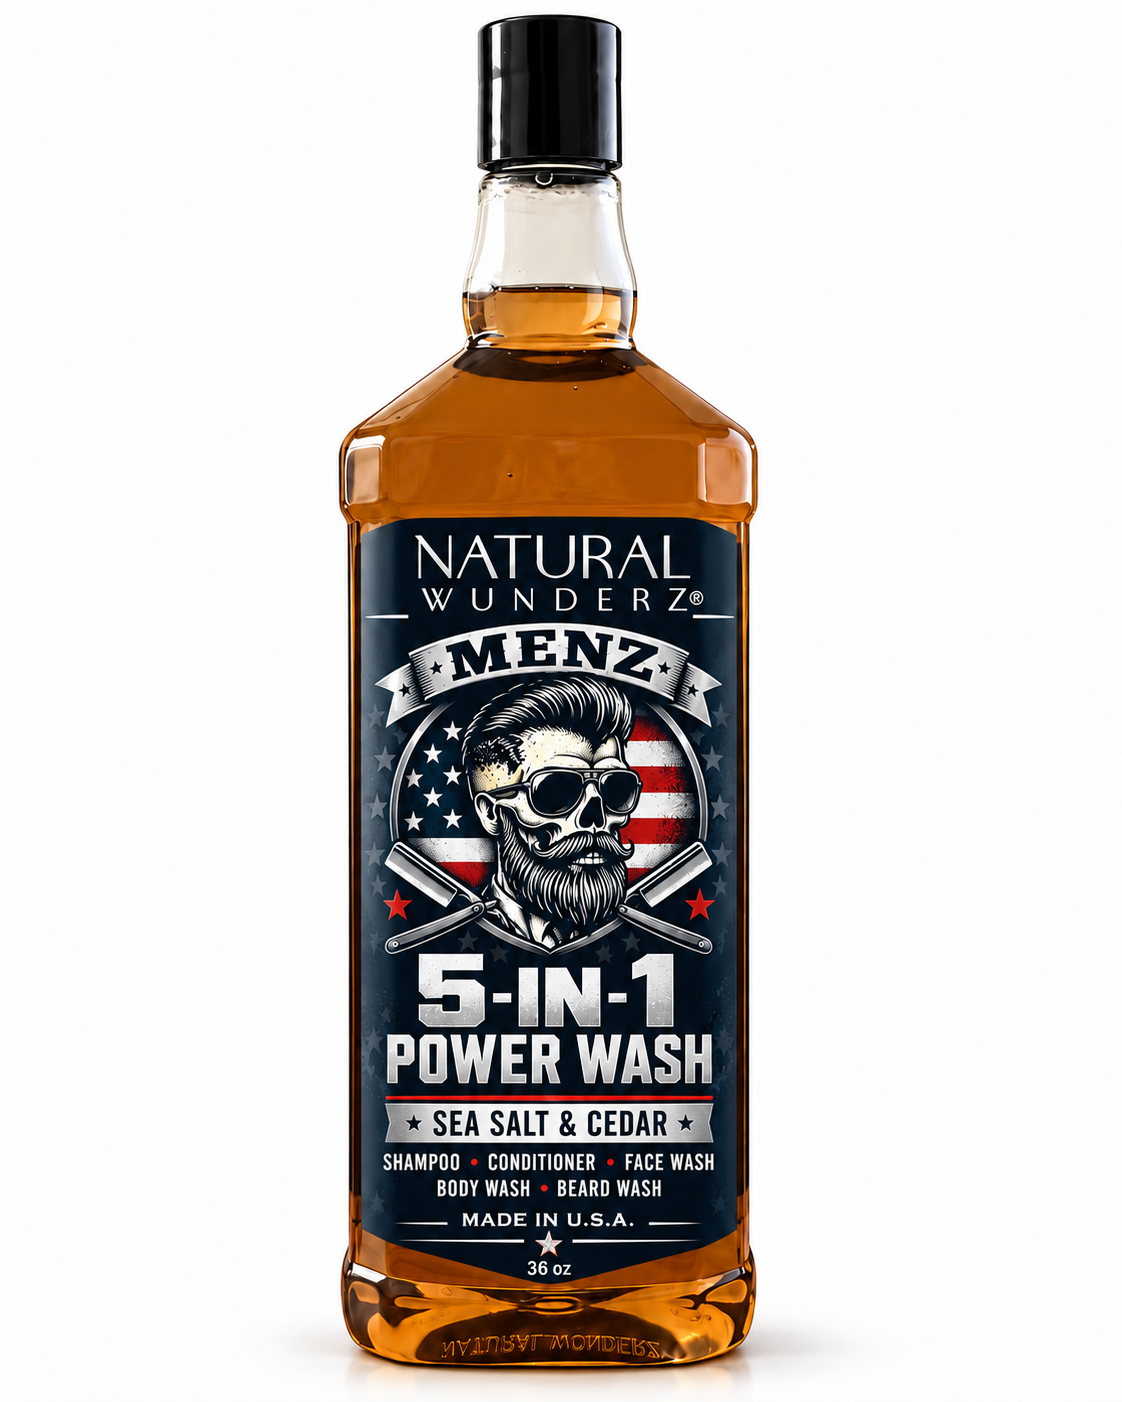 NATURAL
WUNDERZ®
MENZ
5-IN-1
POWER WASH
SEA SALT & CEDAR
SHAMPOO • CONDITIONER • FACE WASH
BODY WASH • BEARD WASH
MADE IN U.S.A.
36 oz
NATURAL WONDERZ